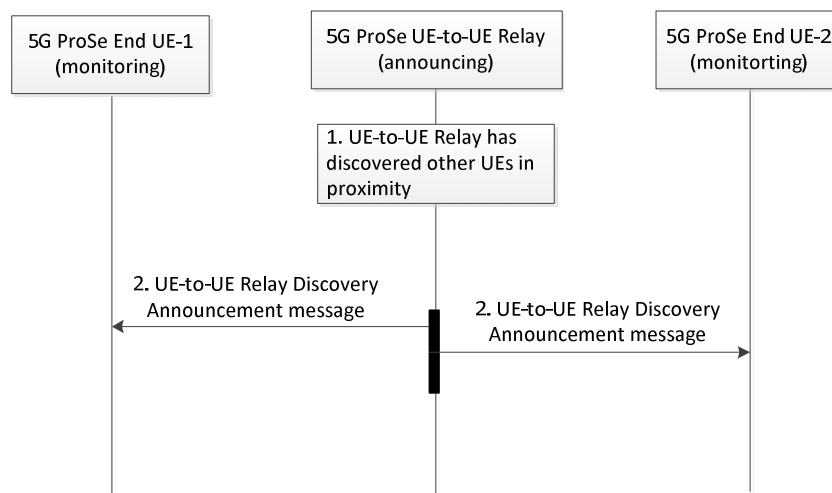 5G ProSe End UE-1
(monitoring)
5G ProSe UE-to-UE Relay
(announcing)
5G ProSe End UE-2
(monitorting)
1. UE-to-UE Relay has
discovered other UEs in
proximity
2. UE-to-UE Relay Discovery
Announcement message
2. UE-to-UE Relay Discovery
Announcement message